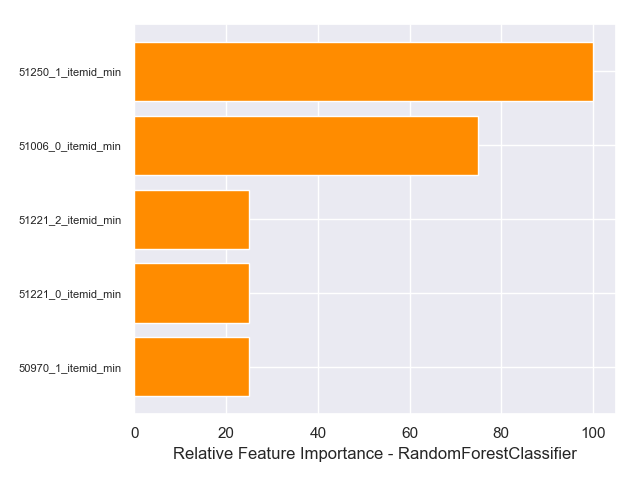 51250_1_itemid_min
51006_0_itemid_min
51221_2_itemid_min
51221_0_itemid_min
50970_1_itemid_min
0 20 40 60 80 100
Relative Feature Importance - RandomForestClassifier